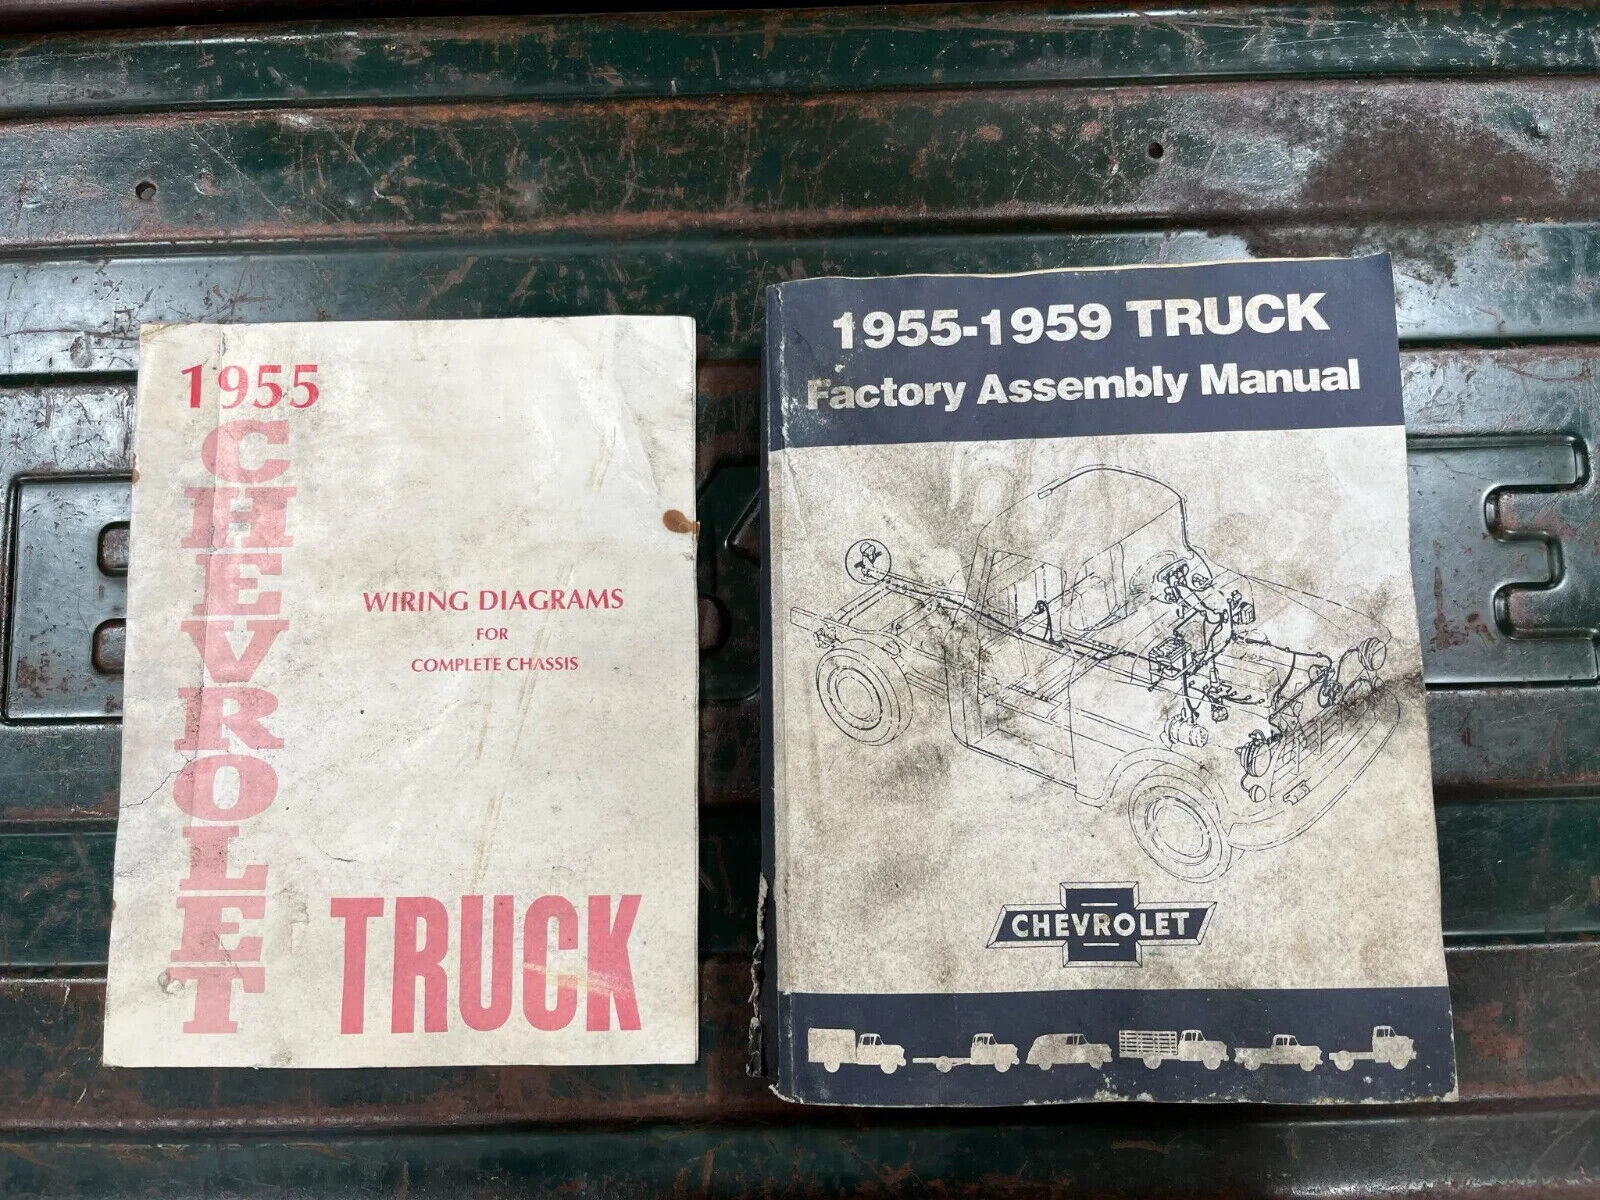 1955
CHEVROLET
WIRING DIAGRAMS
FOR
COMPLETE CHASSIS
TRUCK
1955-1959 TRUCK
Factory Assembly Manual
CHEVROLET